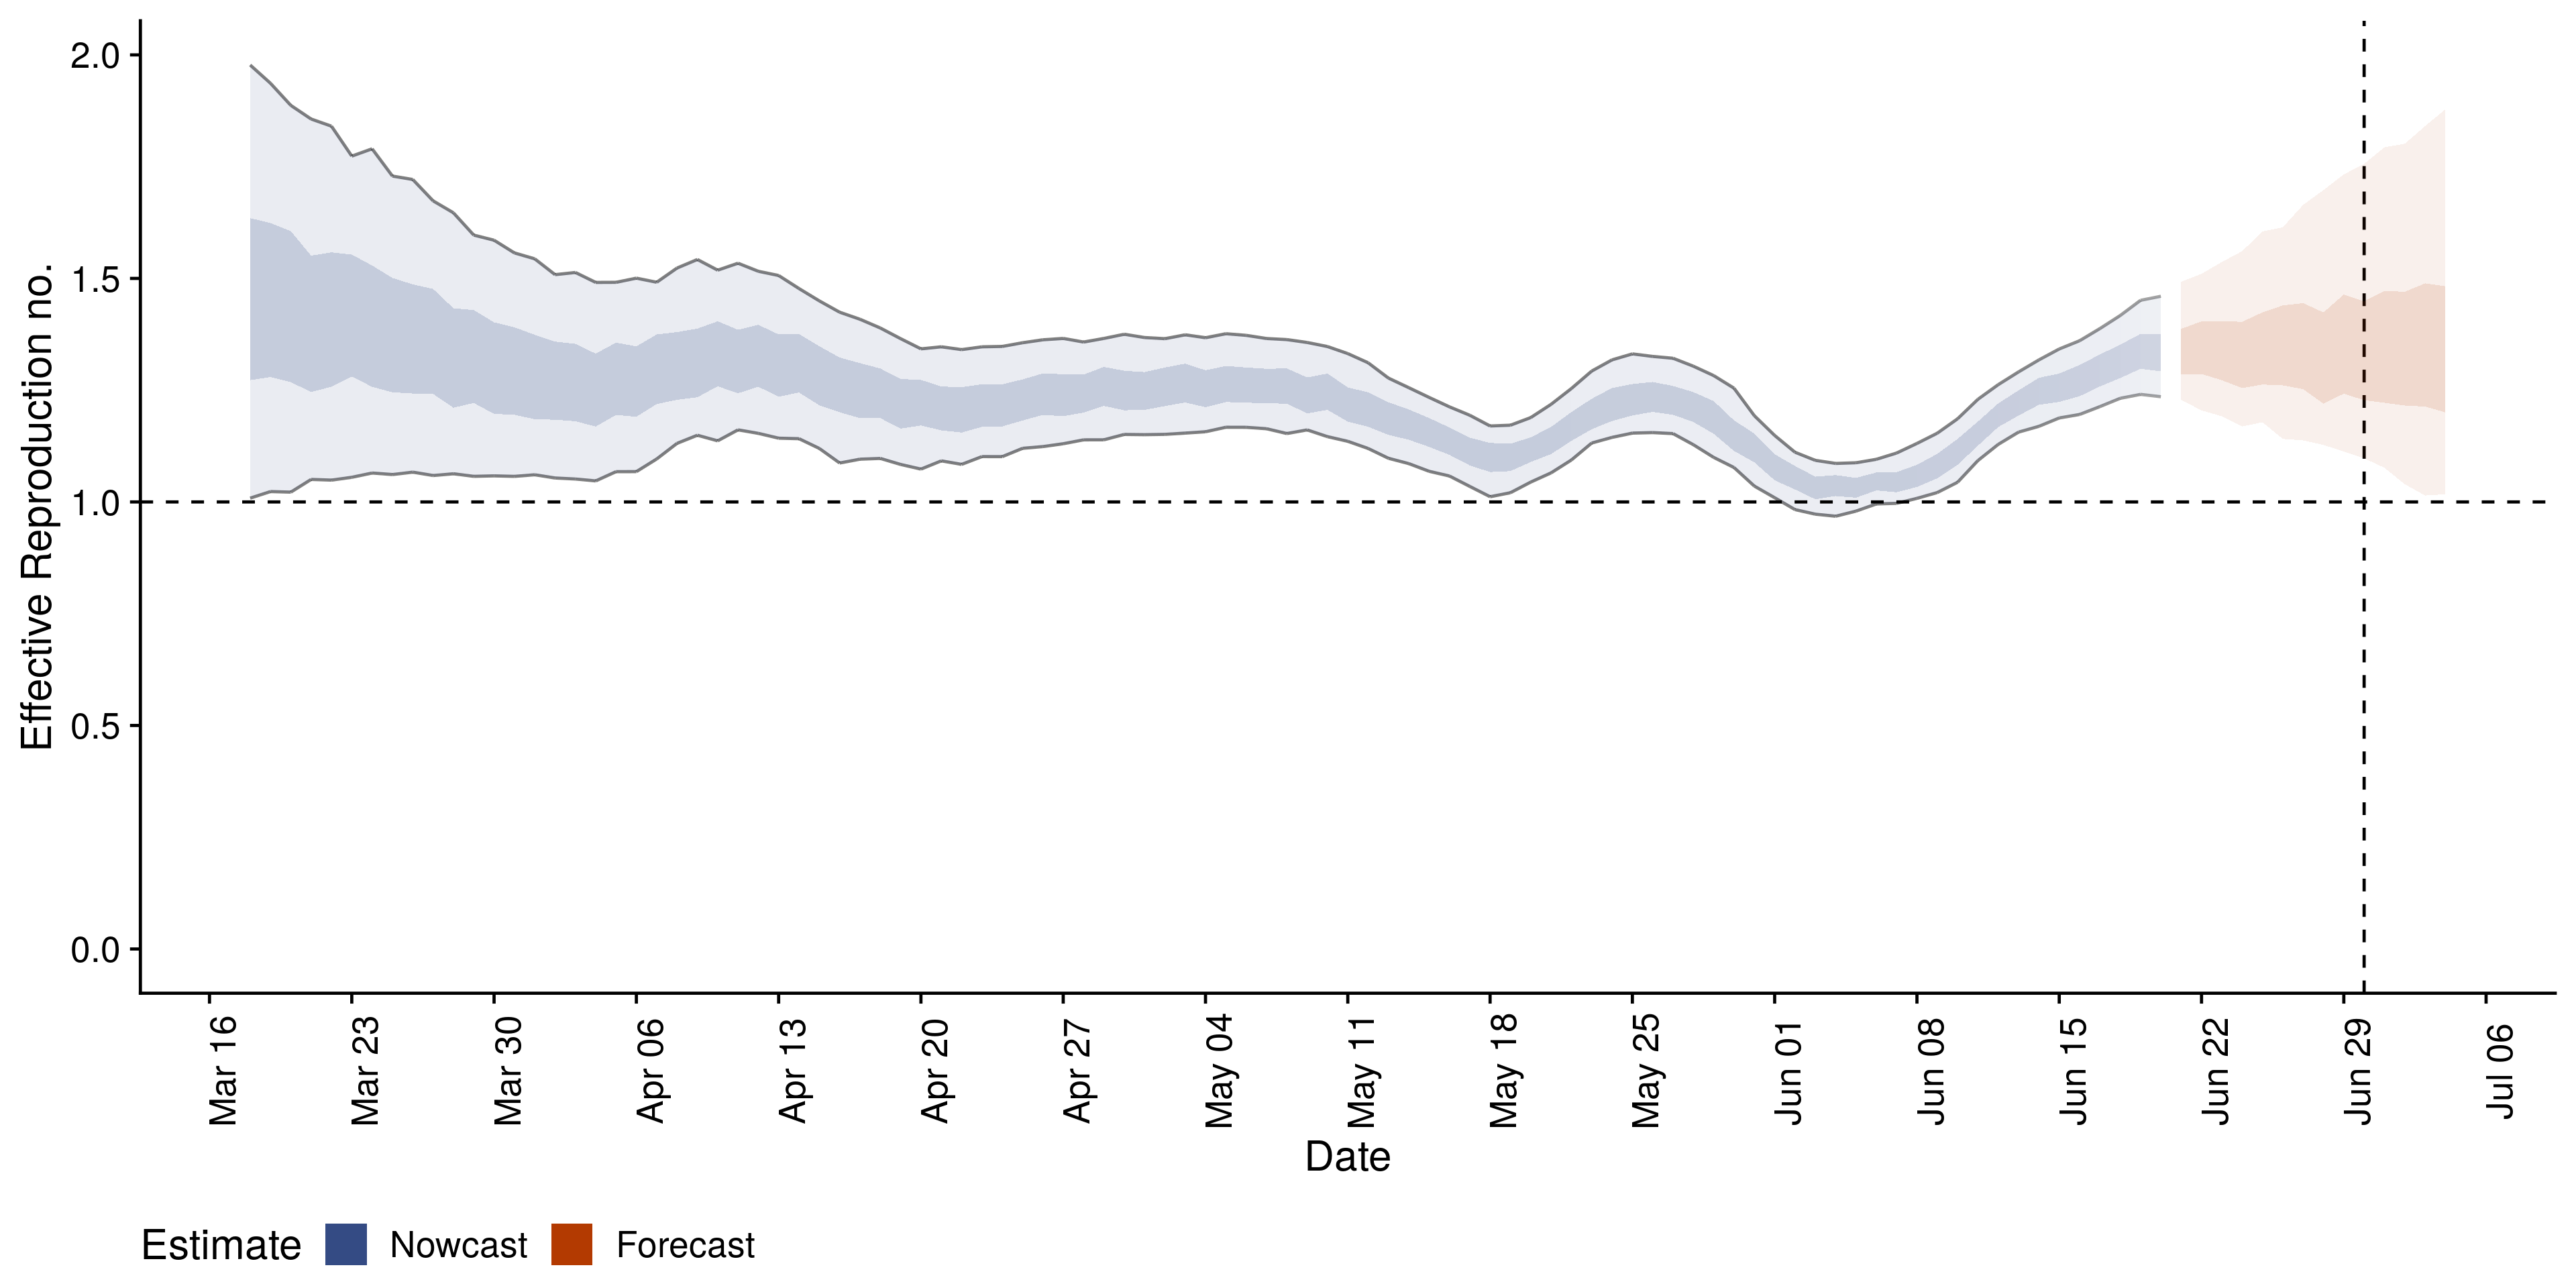 Effective Reproduction no.
2.0
1.5
1.0
0.5
0.0
Mar 16
Mar 23
Mar 30
Apr 06
Apr 13
Apr 20
Apr 27
May 04
May 11
May 18
May 25
Jun 01
Jun 08
Jun 15
Jun 22
Jun 29
Jul 06
Date
Estimate Nowcast Forecast